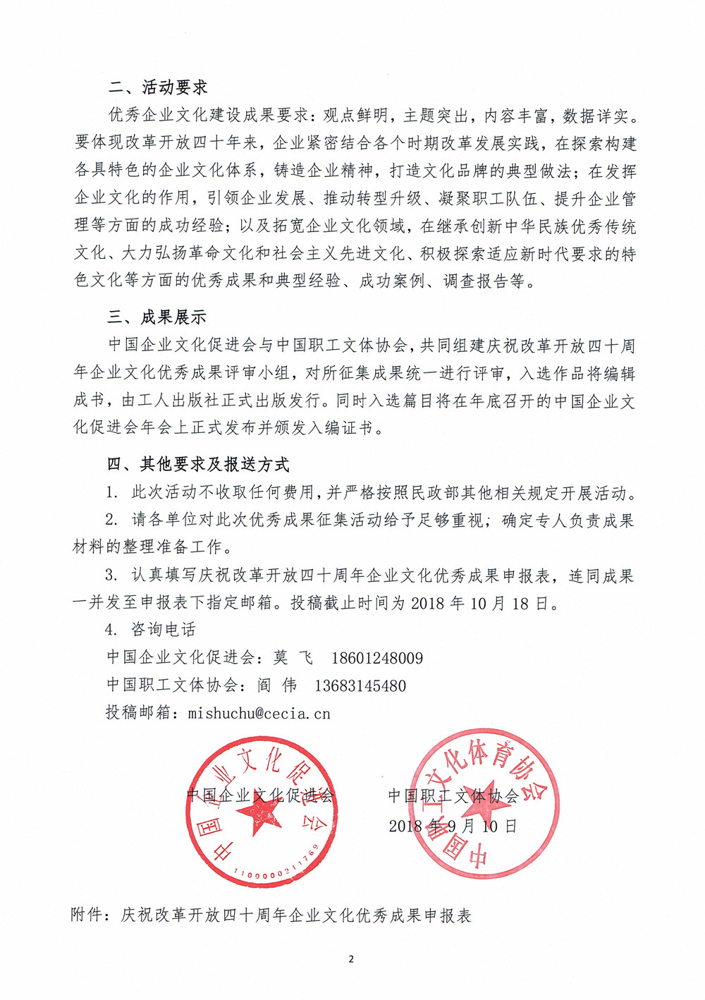 二、活动要求
优秀企业文化建设成果要求：观点鲜明，主题突出，内容丰富，数据详实。
要体现改革开放四十年来，企业紧密结合各个时期改革发展实践，在探索构建
各具特色的企业文化体系，铸造企业精神，打造文化品牌的典型做法；在发挥
企业文化的作用，引领企业发展、推动转型升级、凝聚职工队伍、提升企业管
理等方面的成功经验；以及拓宽企业文化领域，在继承创新中华民族优秀传统
文化、大力弘扬革命文化和社会主义先进文化、积极探索适应新时代要求的特
色文化等方面的优秀成果和典型经验、成功案例、调查报告等。
三、成果展示
中国企业文化促进会与中国职工文体协会，共同组建庆祝改革开放四十周
年企业文化优秀成果评审小组，对所征集成果统一进行评审，入选作品将编辑
成书，由工人出版社正式出版发行。同时入选篇目将在年底召开的中国企业文
化促进会年会上正式发布并颁发入编证书。
四、其他要求及报送方式
1. 此次活动不收取任何费用，并严格按照民政部其他相关规定开展活动。
2. 请各单位对此次优秀成果征集活动给予足够重视；确定专人负责成果
材料的整理准备工作。
3. 认真填写庆祝改革开放四十周年企业文化优秀成果申报表，连同成果
一并发至申报表下指定邮箱。投稿截止时间为 2018 年 10 月 18 日。
4. 咨询电话
中国企业文化促进会：莫 飞 18601248009
中国职工文体协会：阎 伟 13683145480
投稿邮箱：mishuchu@cecia.cn
中国企业文化促进会
1100000211769
中国职工文化体育协会
中国企业文化促进会 中国职工文体协会
2018 年 9 月 10 日
附件：庆祝改革开放四十周年企业文化优秀成果申报表
2